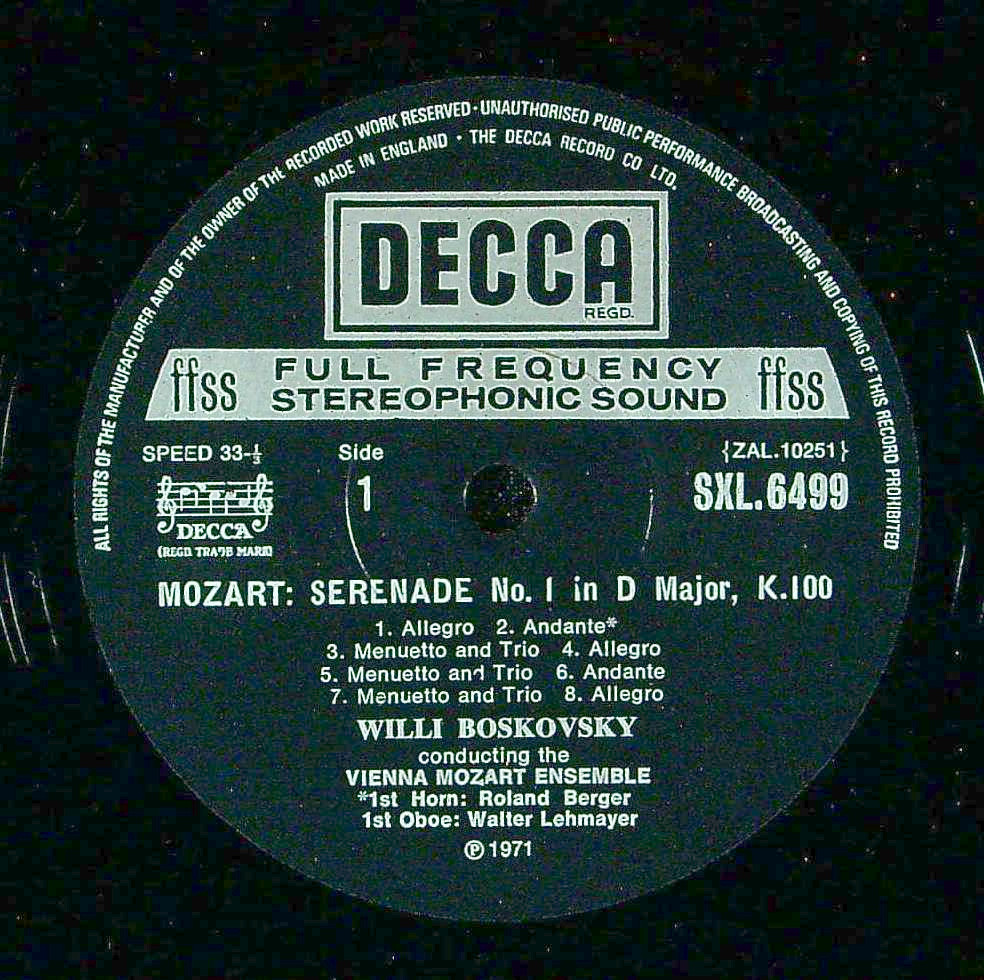 ALL RIGHTS OF THE MANUFACTURER AND OF THE OWNER OF THE RECORDED WORK RESERVED · UNAUTHORISED PUBLIC PERFORMANCE BROADCASTING AND COPYING OF THIS RECORD PROHIBITED
MADE IN ENGLAND · THE DECCA RECORD CO LTD.
DECCA
REGD.
ffss FULL FREQUENCY STEREOPHONIC SOUND ffss
SPEED 33-⅓ Side {ZAL.10251}
1 SXL.6499
DECCA
(REGD. TRADE MARK)
MOZART: SERENADE No. 1 in D Major, K.100
1. Allegro 2. Andante*
3. Menuetto and Trio 4. Allegro
5. Menuetto and Trio 6. Andante
7. Menuetto and Trio 8. Allegro
WILLI BOSKOVSKY
conducting the
VIENNA MOZART ENSEMBLE
*1st Horn: Roland Berger
1st Oboe: Walter Lehmayer
℗ 1971